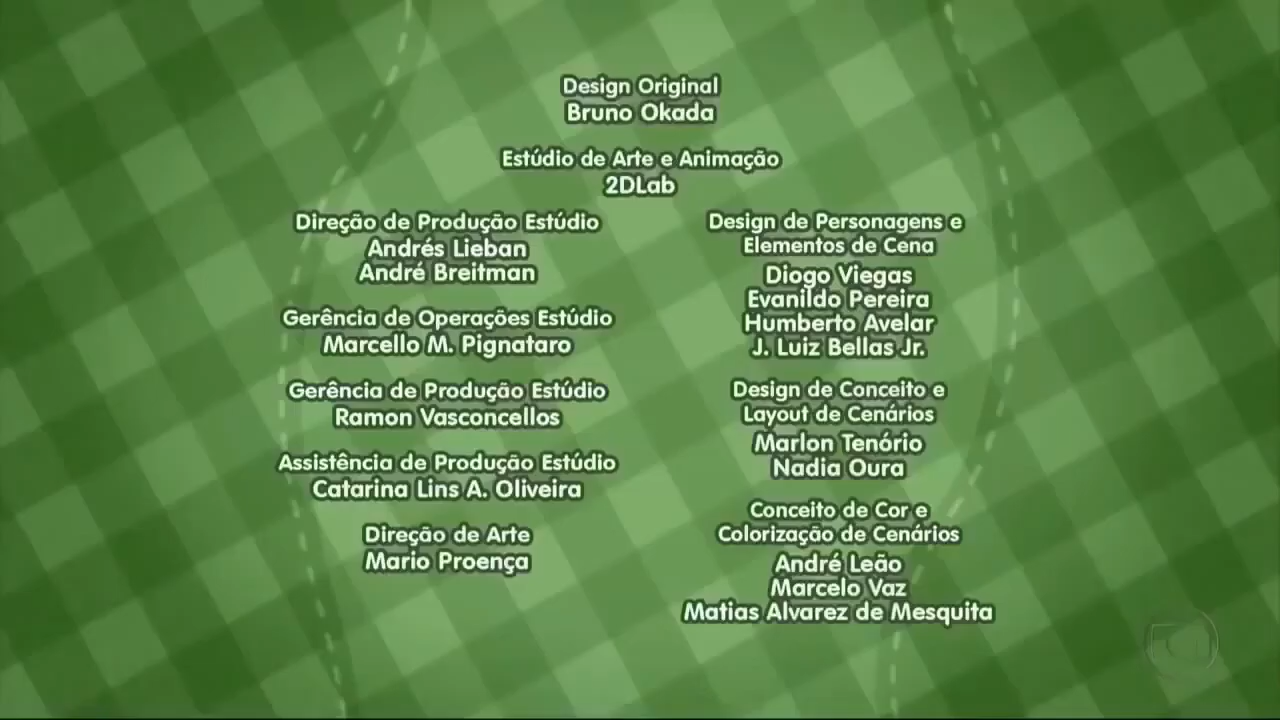 Design Original
Bruno Okada
Estúdio de Arte e Animação
2DLab
Direção de Produção Estúdio
Andrés Lieban
André Breitman
Gerência de Operações Estúdio
Marcello M. Pignataro
Gerência de Produção Estúdio
Ramon Vasconcellos
Assistência de Produção Estúdio
Catarina Lins A. Oliveira
Direção de Arte
Mario Proença
Design de Personagens e
Elementos de Cena
Diogo Viegas
Evanildo Pereira
Humberto Avelar
J. Luiz Bellas Jr.
Design de Conceito e
Layout de Cenários
Marlon Tenório
Nadia Oura
Conceito de Cor e
Colorização de Cenários
André Leão
Marcelo Vaz
Matias Alvarez de Mesquita